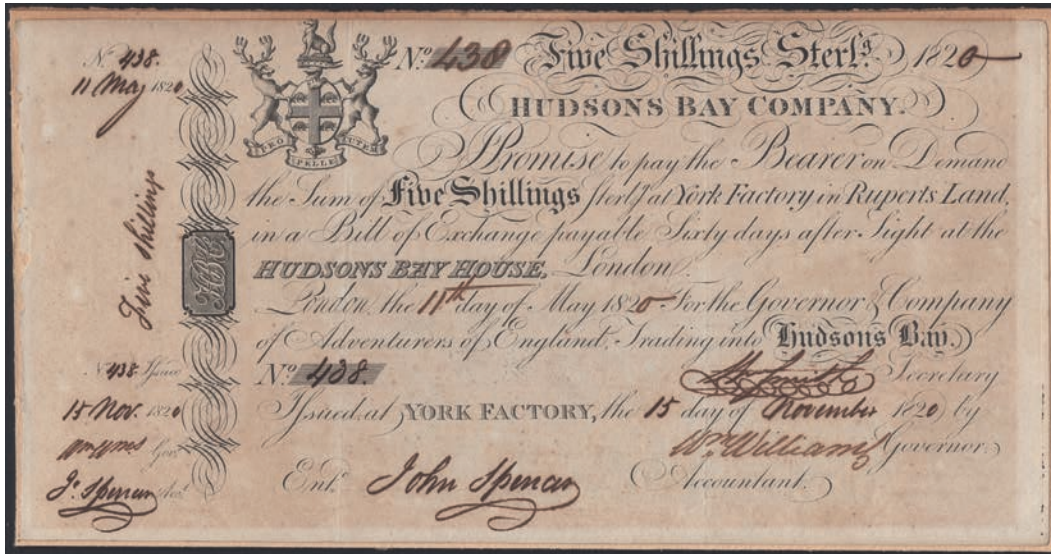 No. 438.
11 May 1820
Five shillings
HBC
No. 438 Issued
15 Nov. 1820
Govr.
J. Spencer Acct.
PRO PELLE CUTEM
No. 438 Five Shillings Sterlg. 1820
HUDSONS BAY COMPANY.
I Promise to pay the Bearer on Demand
the Sum of Five Shillings Sterlg. at York Factory in Ruperts Land,
in a Bill of Exchange payable Sixty days after Sight at the
HUDSONS BAY HOUSE, London.
London, the 11th day of May 1820 For the Governor & Company
of Adventurers of England, Trading into Hudsons Bay.
No. 438. Secretary
Issued, at YORK FACTORY, the 15 day of November 1820 by
Wm. Williams Governor.
Entd. John Spencer Accountant.